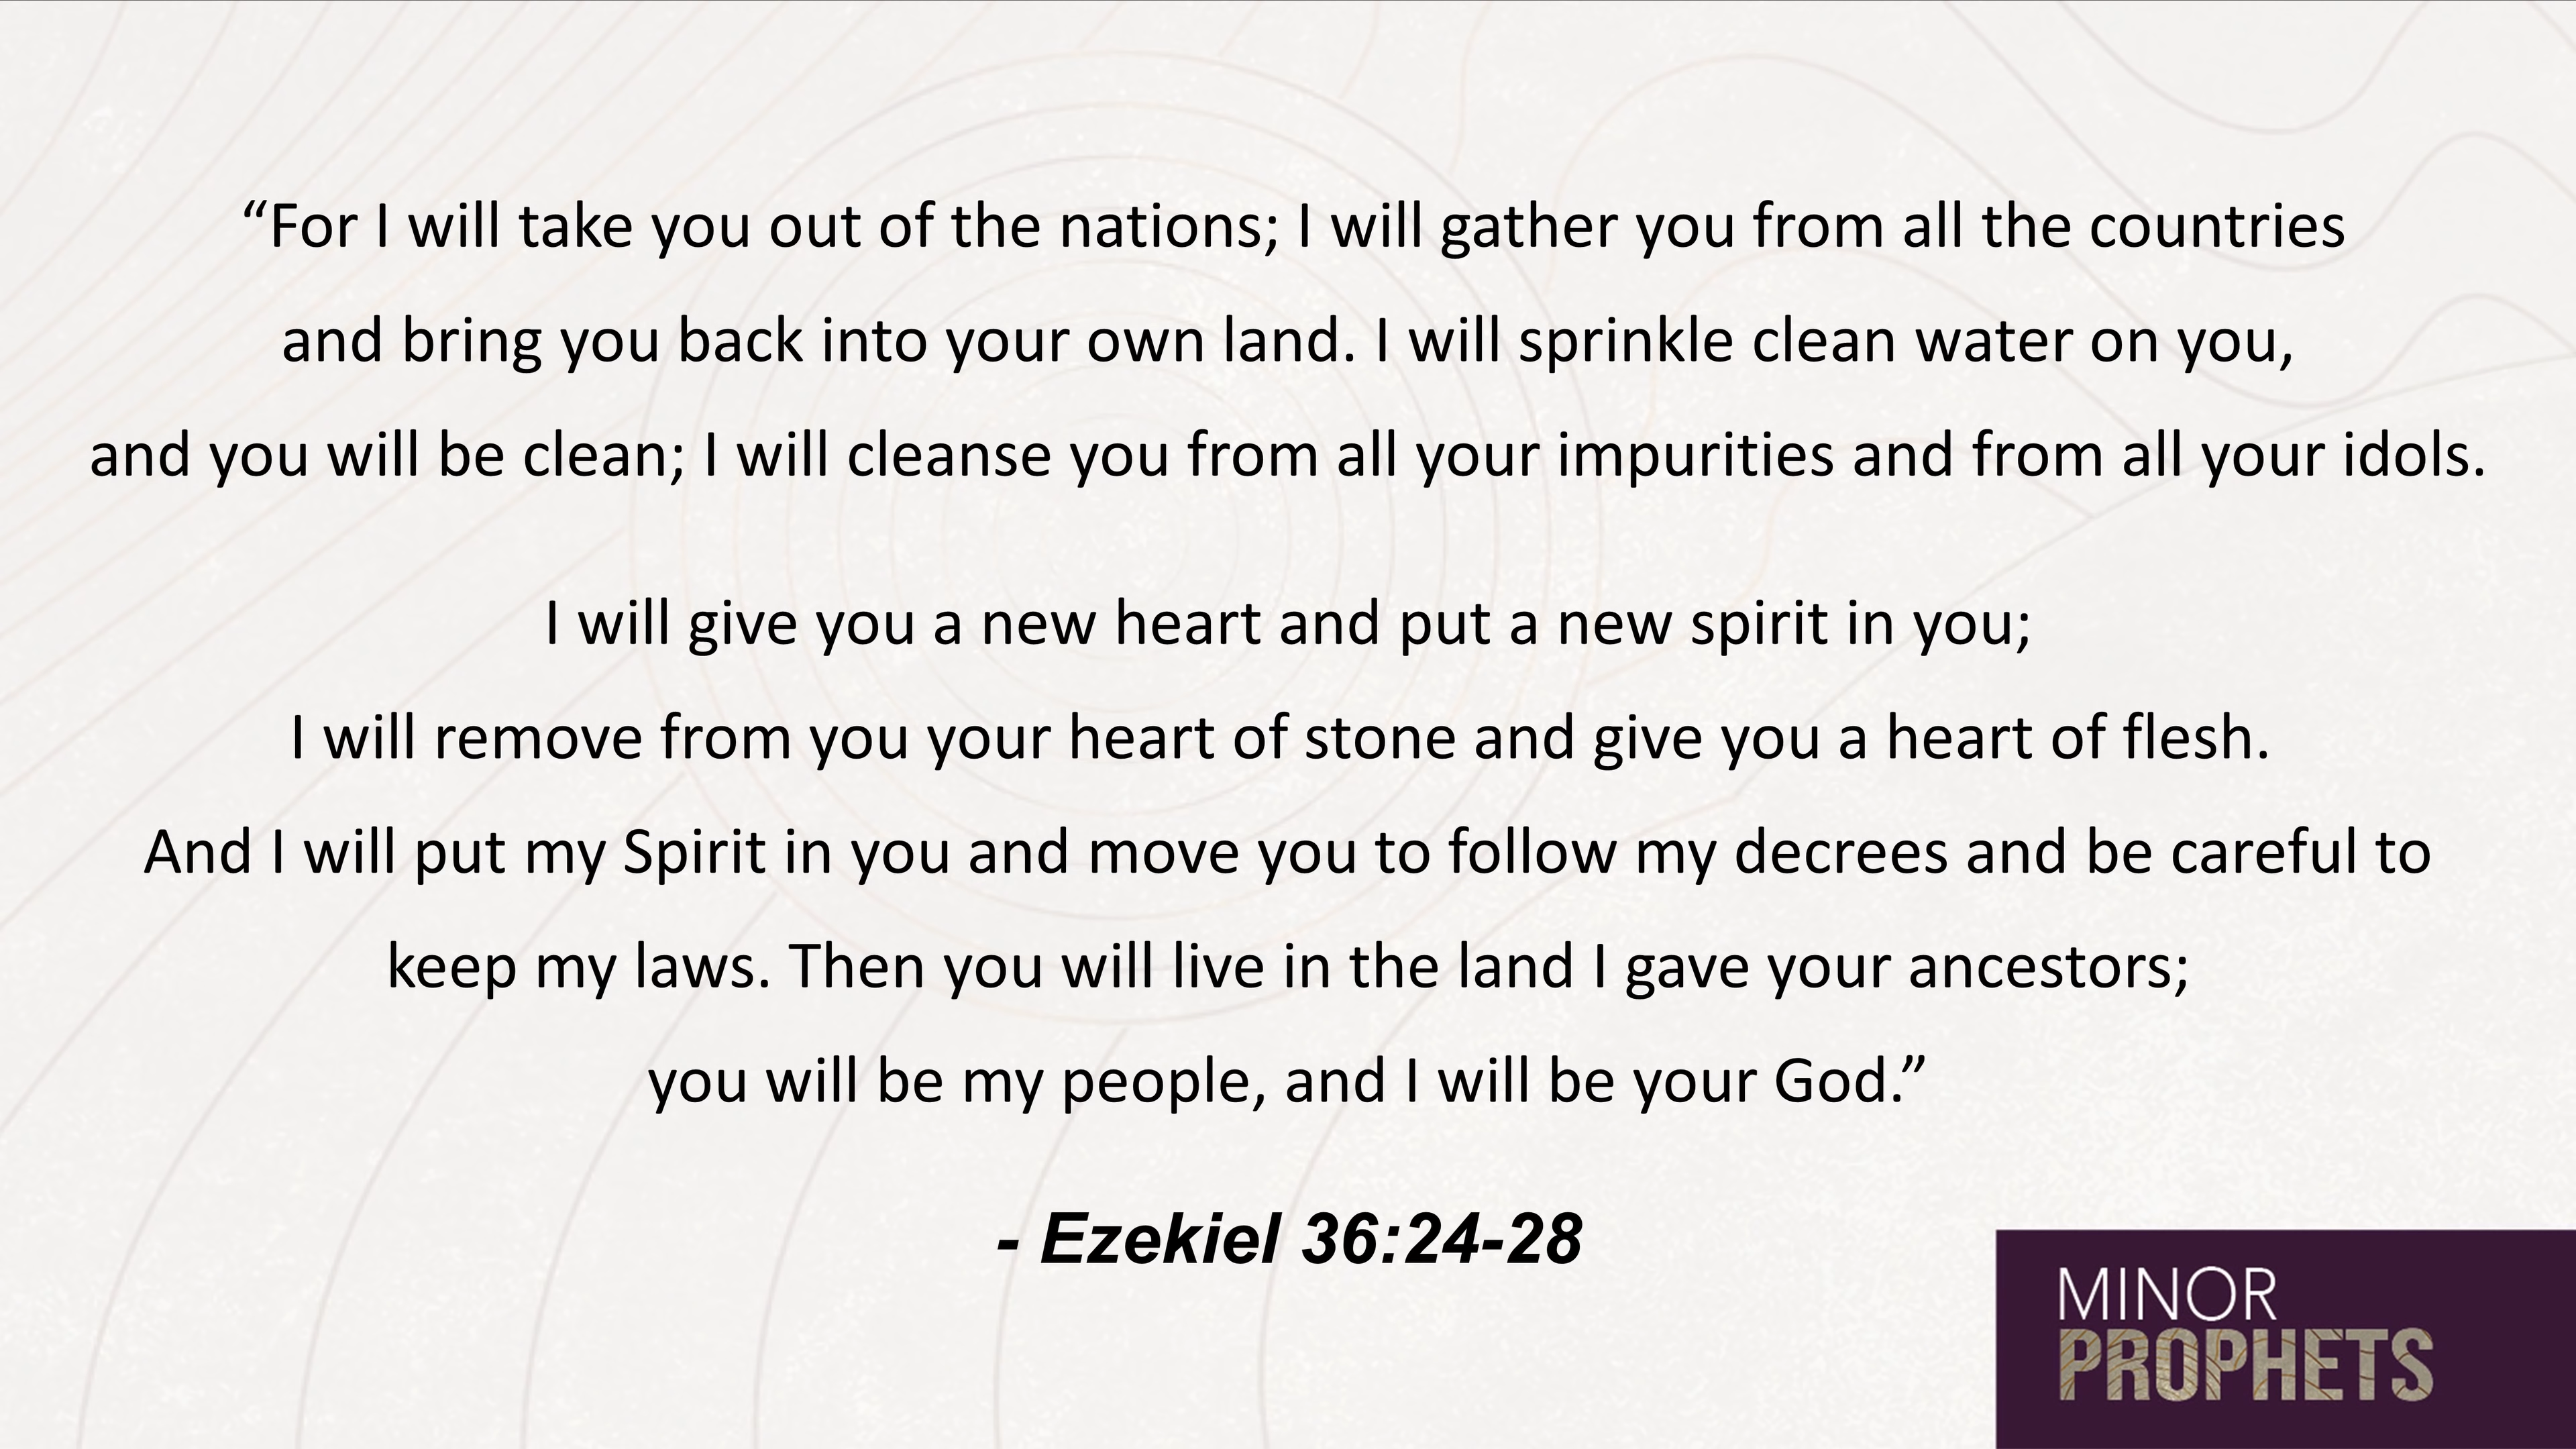 “For I will take you out of the nations; I will gather you from all the countries
and bring you back into your own land. I will sprinkle clean water on you,
and you will be clean; I will cleanse you from all your impurities and from all your idols.
I will give you a new heart and put a new spirit in you;
I will remove from you your heart of stone and give you a heart of flesh.
And I will put my Spirit in you and move you to follow my decrees and be careful to
keep my laws. Then you will live in the land I gave your ancestors;
you will be my people, and I will be your God.”
- Ezekiel 36:24-28
MINOR
PROPHETS